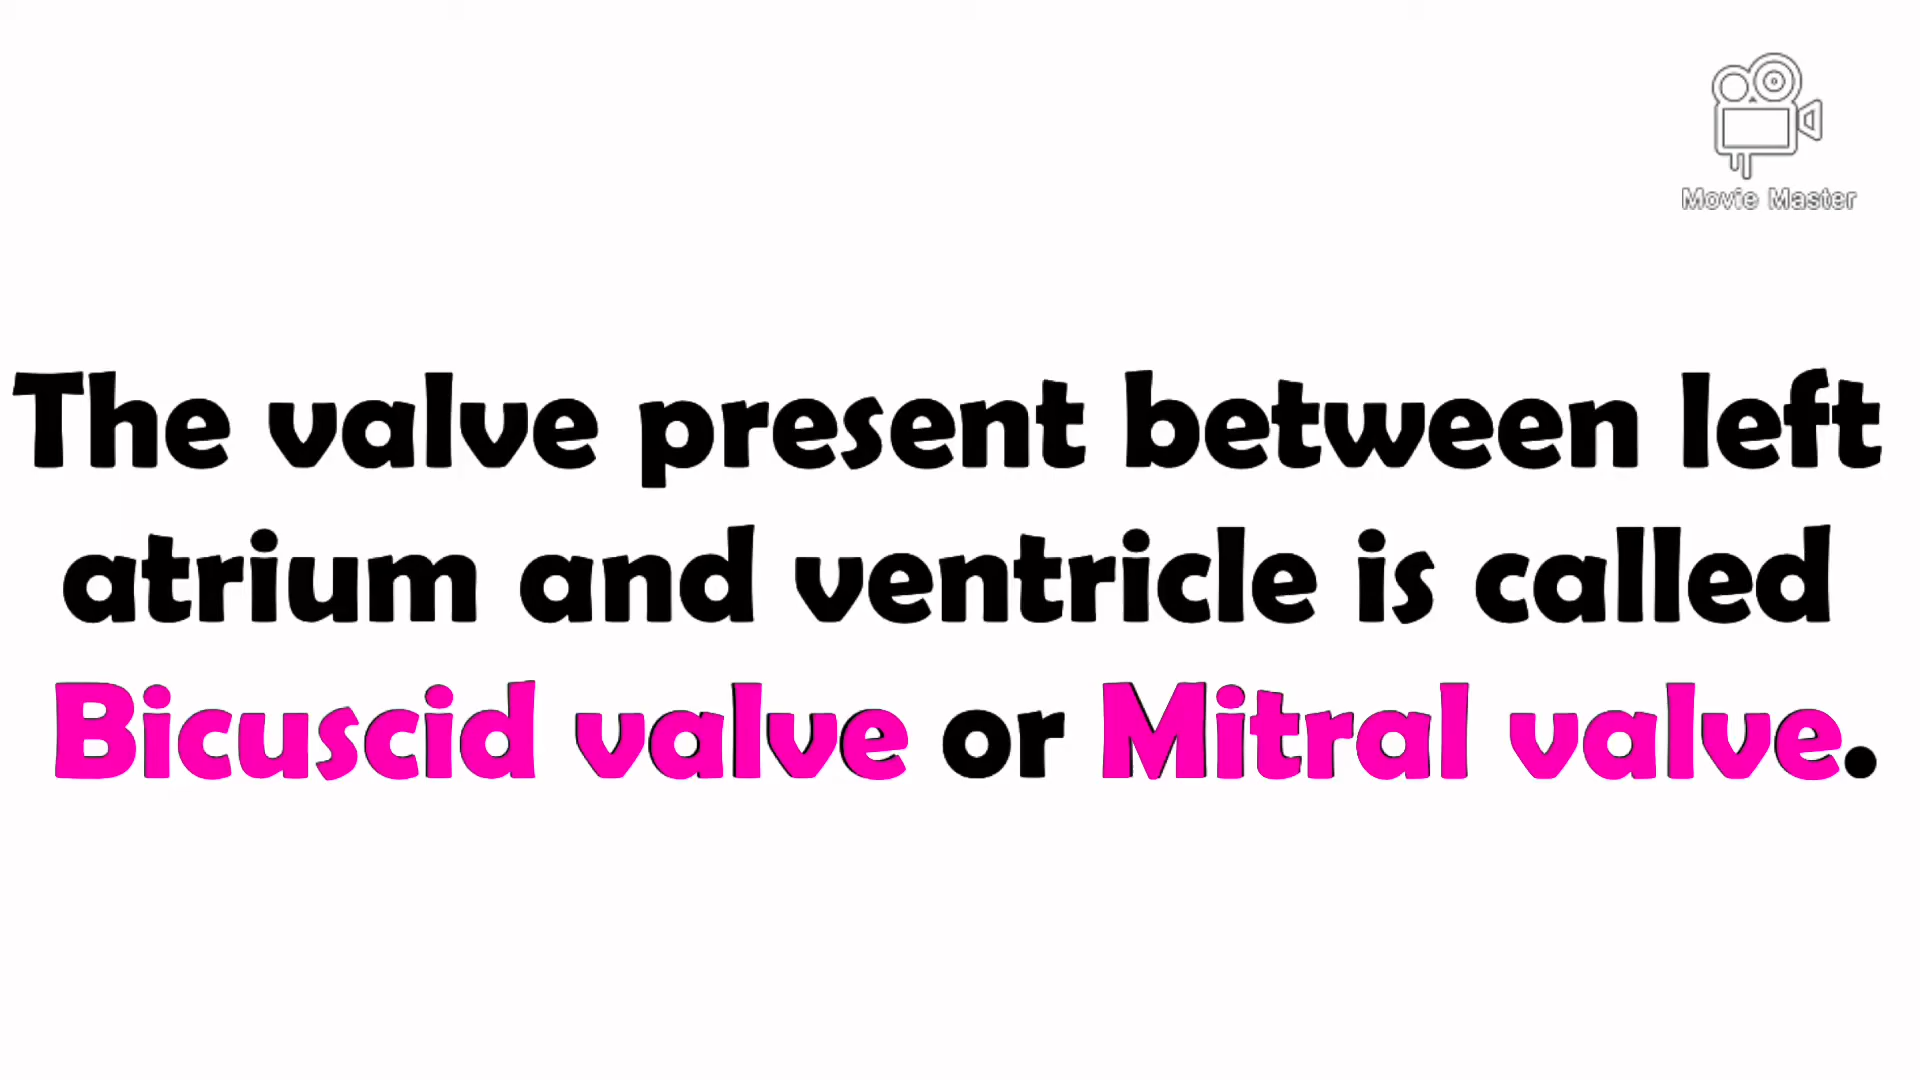 Movie Master
The valve present between left
atrium and ventricle is called
Bicuscid valve or Mitral valve.